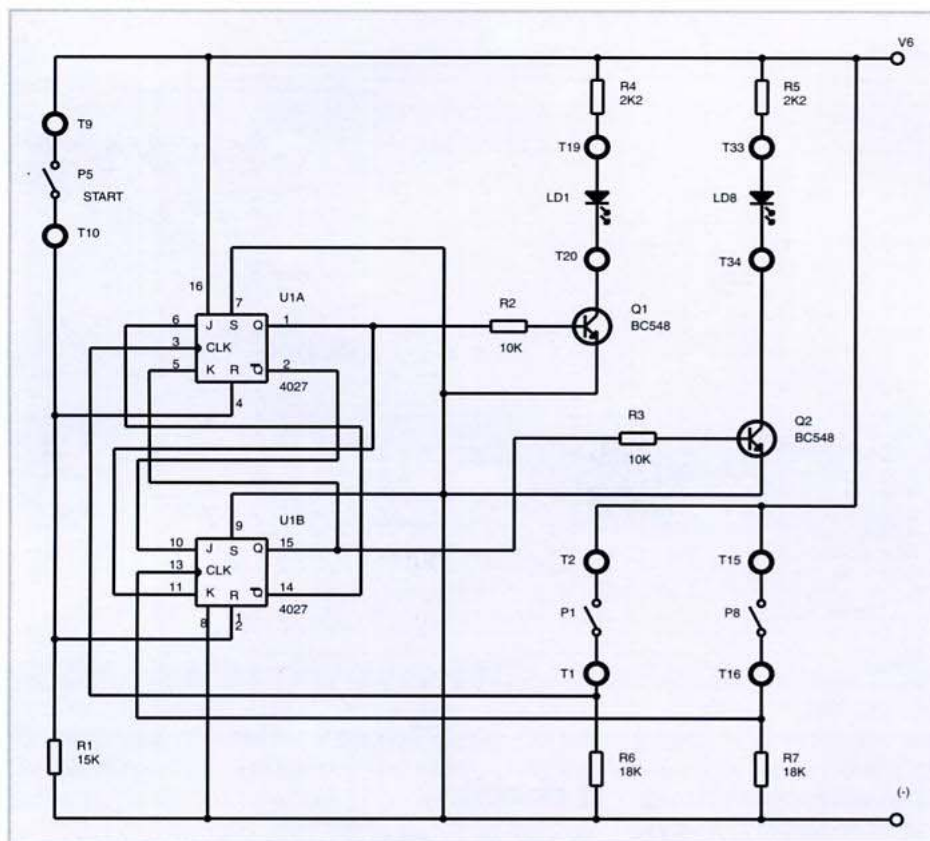 V6
R4
2K2
R5
2K2
T9
P5
START
T10
T19
LD1
T20
T33
LD8
T34
16
7
U1A
6
J
S
Q
1
3
CLK
5
K
R
Q
2
4
4027
R2
10K
Q1
BC548
R3
10K
Q2
BC548
9
U1B
10
J
S
Q
15
13
CLK
11
K
R
Q
14
8
12
4027
T2
P1
T1
T15
P8
T16
R1
15K
R6
18K
R7
18K
(-)